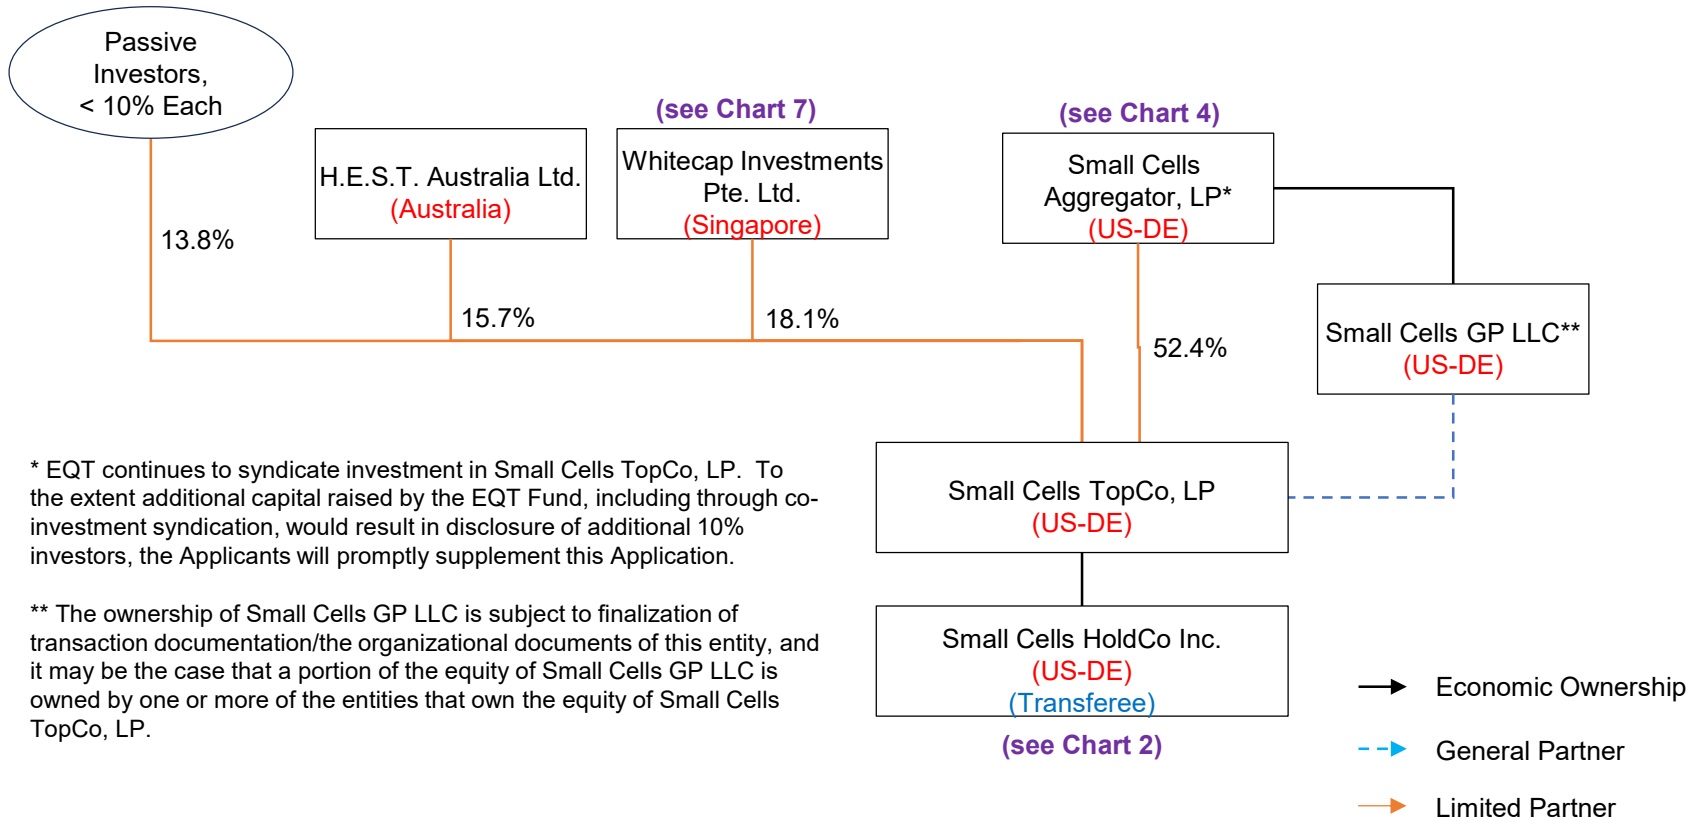 Passive
Investors,
< 10% Each
(see Chart 7)
(see Chart 4)
H.E.S.T. Australia Ltd.
(Australia)
Whitecap Investments
Pte. Ltd.
(Singapore)
Small Cells
Aggregator, LP*
(US-DE)
13.8%
15.7%
18.1%
52.4%
Small Cells GP LLC**
(US-DE)
Small Cells TopCo, LP
(US-DE)
* EQT continues to syndicate investment in Small Cells TopCo, LP. To
the extent additional capital raised by the EQT Fund, including through co-
investment syndication, would result in disclosure of additional 10%
investors, the Applicants will promptly supplement this Application.
** The ownership of Small Cells GP LLC is subject to finalization of
transaction documentation/the organizational documents of this entity, and
it may be the case that a portion of the equity of Small Cells GP LLC is
owned by one or more of the entities that own the equity of Small Cells
TopCo, LP.
Small Cells HoldCo Inc.
(US-DE)
(Transferee)
(see Chart 2)
Economic Ownership
General Partner
Limited Partner